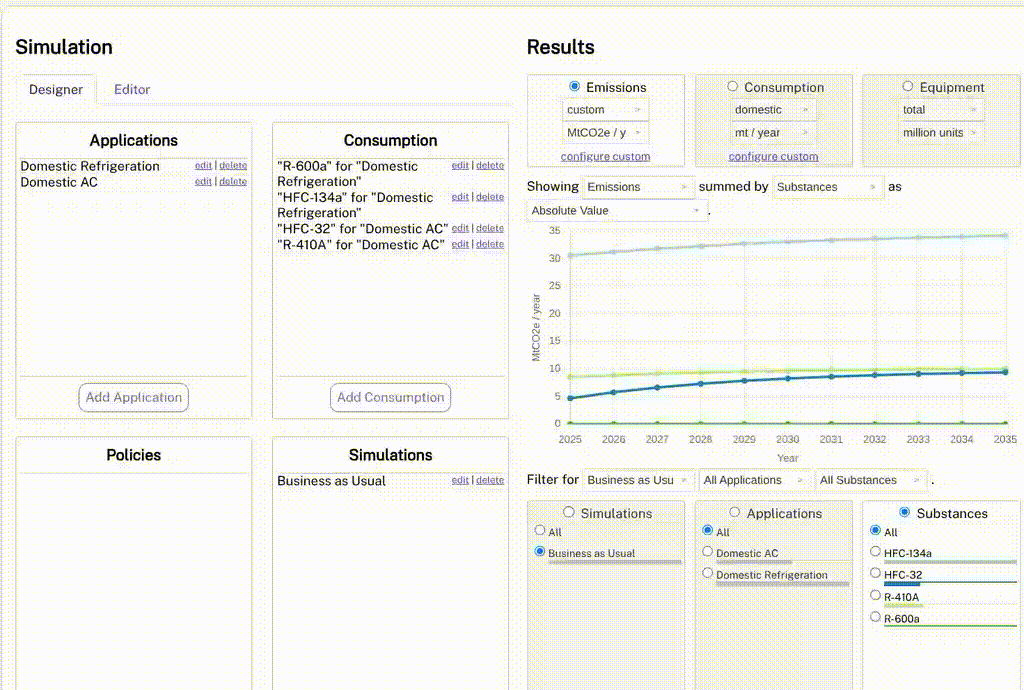 Simulation
Designer
Editor
Applications
Domestic Refrigeration edit | delete
Domestic AC edit | delete
Add Application
Consumption
"R-600a" for "Domestic edit | delete
Refrigeration"
"HFC-134a" for "Domestic edit | delete
Refrigeration"
"HFC-32" for "Domestic AC" edit | delete
"R-410A" for "Domestic AC" edit | delete
Add Consumption
Policies
Simulations
Business as Usual edit | delete
Results
Emissions
custom
MtCO2e / y
configure custom
Consumption
domestic
mt / year
configure custom
Equipment
total
million units
Showing Emissions summed by Substances as
Absolute Value .
35
30
25
20
15
10
5
0
MtCO2e / year
2025 2026 2027 2028 2029 2030 2031 2032 2033 2034 2035
Year
Filter for Business as Usu All Applications All Substances .
Simulations
All
Business as Usual
Applications
All
Domestic AC
Domestic Refrigeration
Substances
All
HFC-134a
HFC-32
R-410A
R-600a